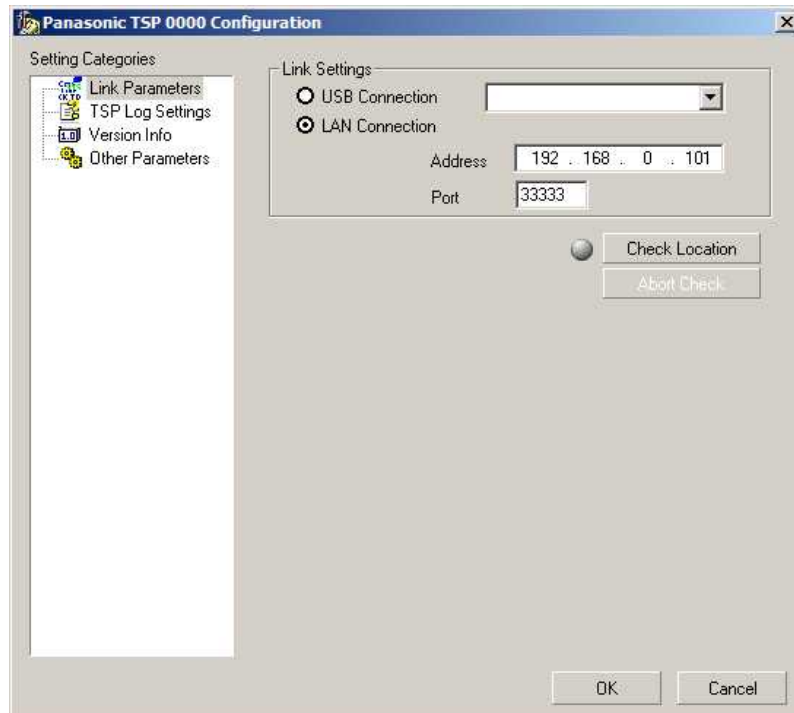 Panasonic TSP 0000 Configuration
Setting Categories
Link Parameters
TSP Log Settings
Version Info
Other Parameters
Link Settings
USB Connection
LAN Connection
Address 192 . 168 . 0 . 101
Port 33333
Check Location
Abort Check
OK Cancel